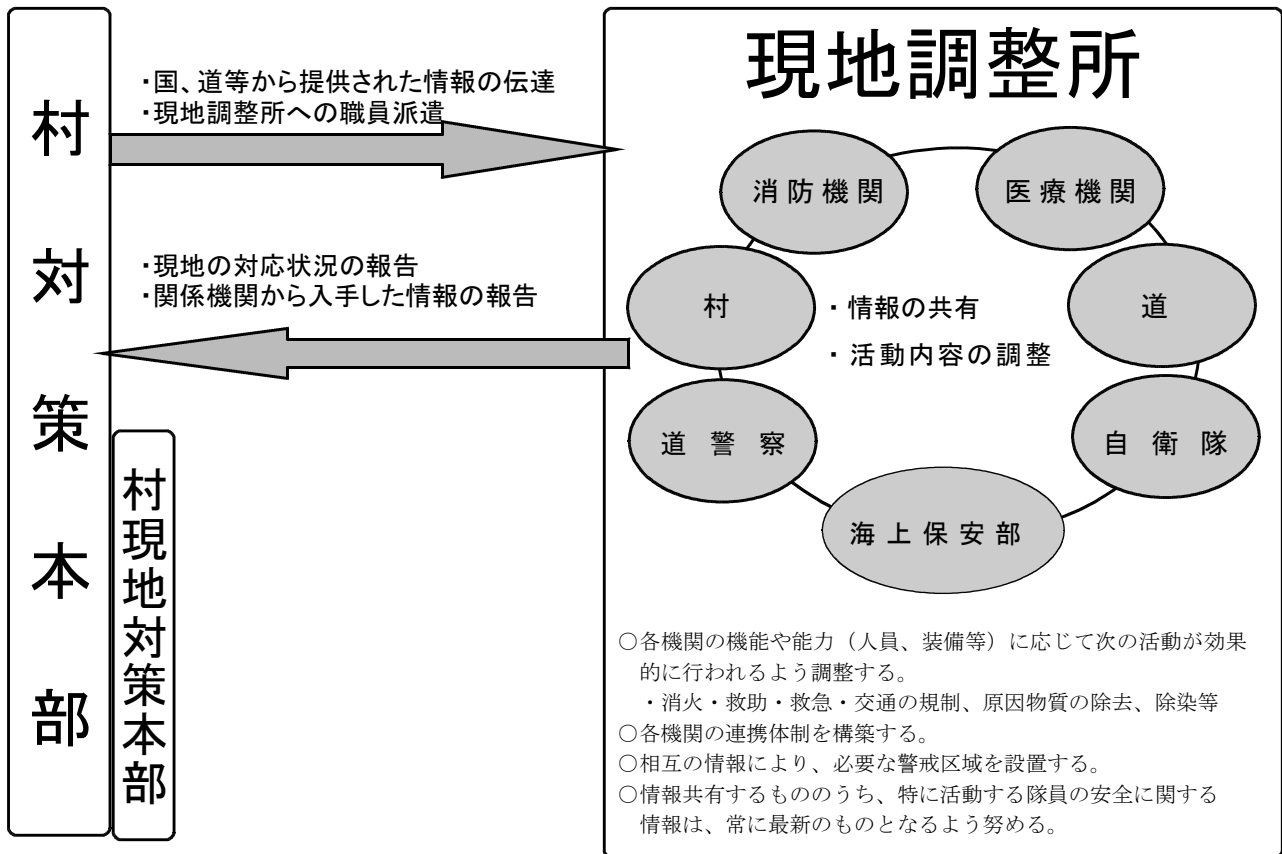 村対策本部
村現地対策本部
・国、道等から提供された情報の伝達
・現地調整所への職員派遣
・現地の対応状況の報告
・関係機関から入手した情報の報告
現地調整所
消防機関
医療機関
村
道
・情報の共有
・活動内容の調整
道警察
自衛隊
海上保安部
○各機関の機能や能力（人員、装備等）に応じて次の活動が効果
的に行われるよう調整する。
・消火・救助・救急・交通の規制、原因物質の除去、除染等
○各機関の連携体制を構築する。
○相互の情報により、必要な警戒区域を設置する。
○情報共有するもののうち、特に活動する隊員の安全に関する
情報は、常に最新のものとなるよう努める。